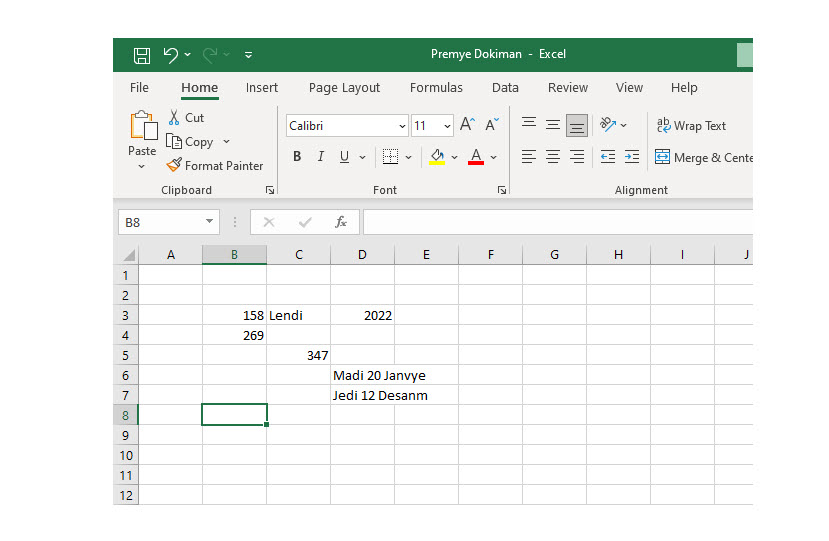 Premye Dokiman - Excel
File Home Insert Page Layout Formulas Data Review View Help
Paste
Cut
Copy
Format Painter
Clipboard
Calibri 11
B I U A
Font
ab
c
Wrap Text
Merge & Cente
Alignment
B8 fx
A B C D E F G H I J
1
2
3 158 Lendi 2022
4 269
5 347
6 Madi 20 Janvye
7 Jedi 12 Desanm
8
9
10
11
12